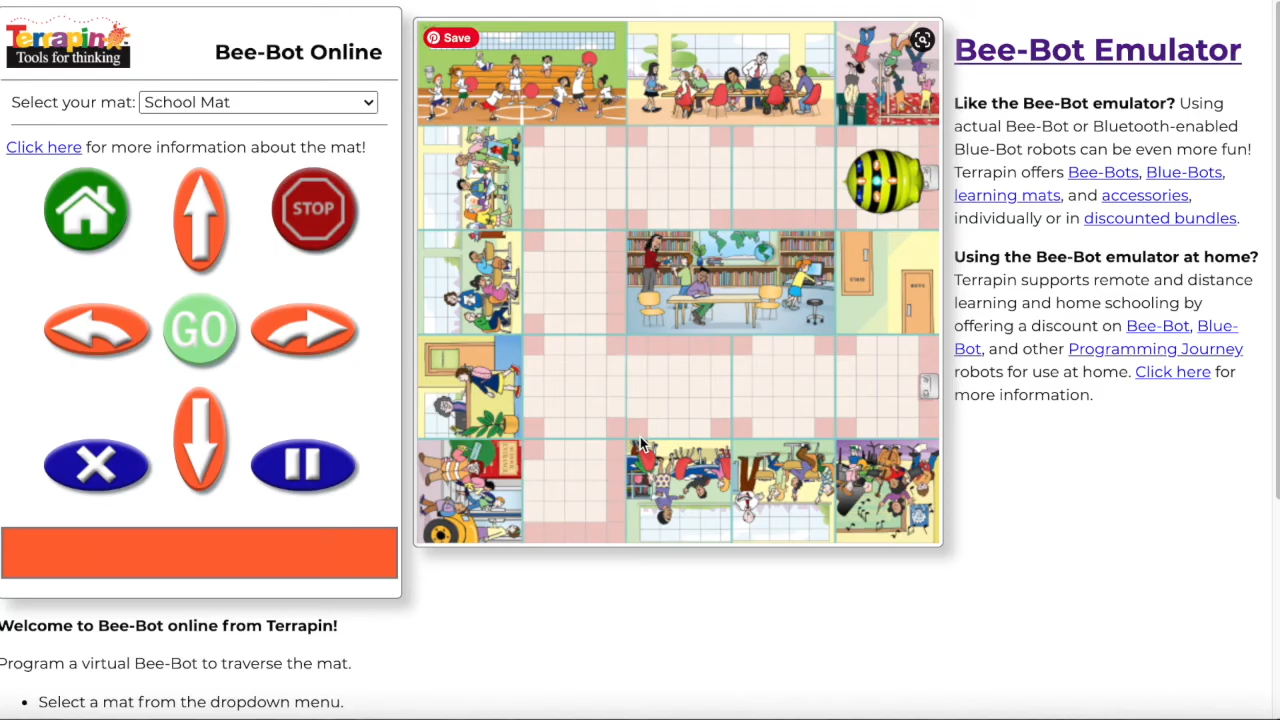 Terrapin
Tools for thinking
Bee-Bot Online
Select your mat: School Mat
Click here for more information about the mat!
STOP
GO
Welcome to Bee-Bot online from Terrapin!
Program a virtual Bee-Bot to traverse the mat.
• Select a mat from the dropdown menu.
Save
Bee-Bot Emulator
Like the Bee-Bot emulator? Using
actual Bee-Bot or Bluetooth-enabled
Blue-Bot robots can be even more fun!
Terrapin offers Bee-Bots, Blue-Bots,
learning mats, and accessories,
individually or in discounted bundles.
Using the Bee-Bot emulator at home?
Terrapin supports remote and distance
learning and home schooling by
offering a discount on Bee-Bot, Blue-
Bot, and other Programming Journey
robots for use at home. Click here for
more information.